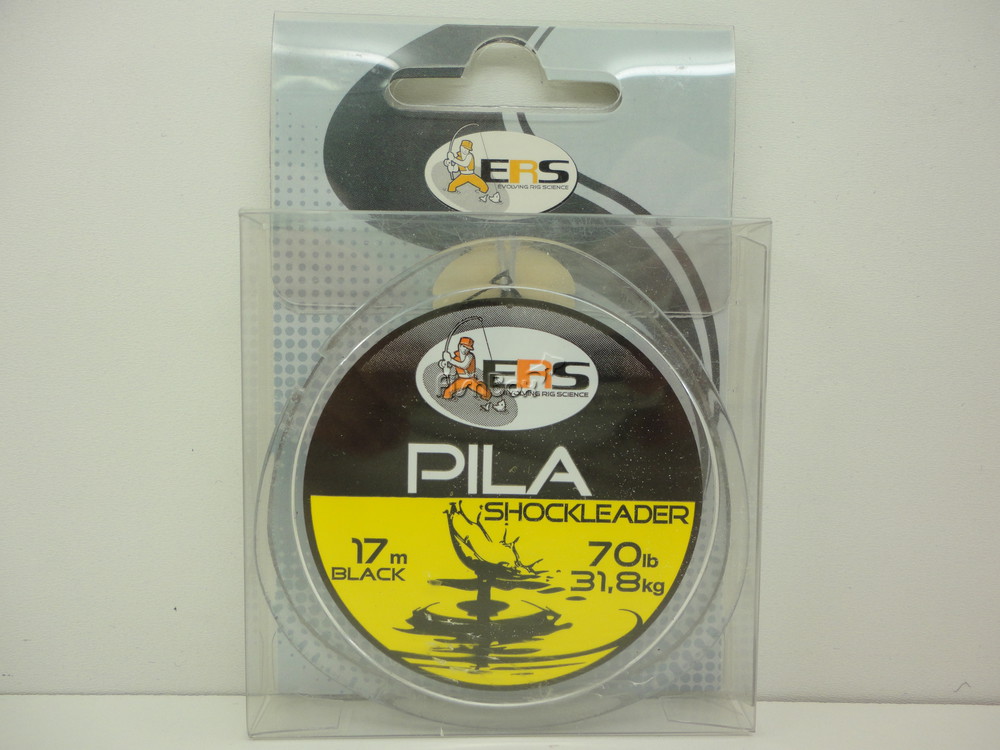 ERS
EVOLVING RIG SCIENCE
ERS
EVOLVING RIG SCIENCE
PILA
SHOCKLEADER
17m
BLACK
70lb
31,8kg